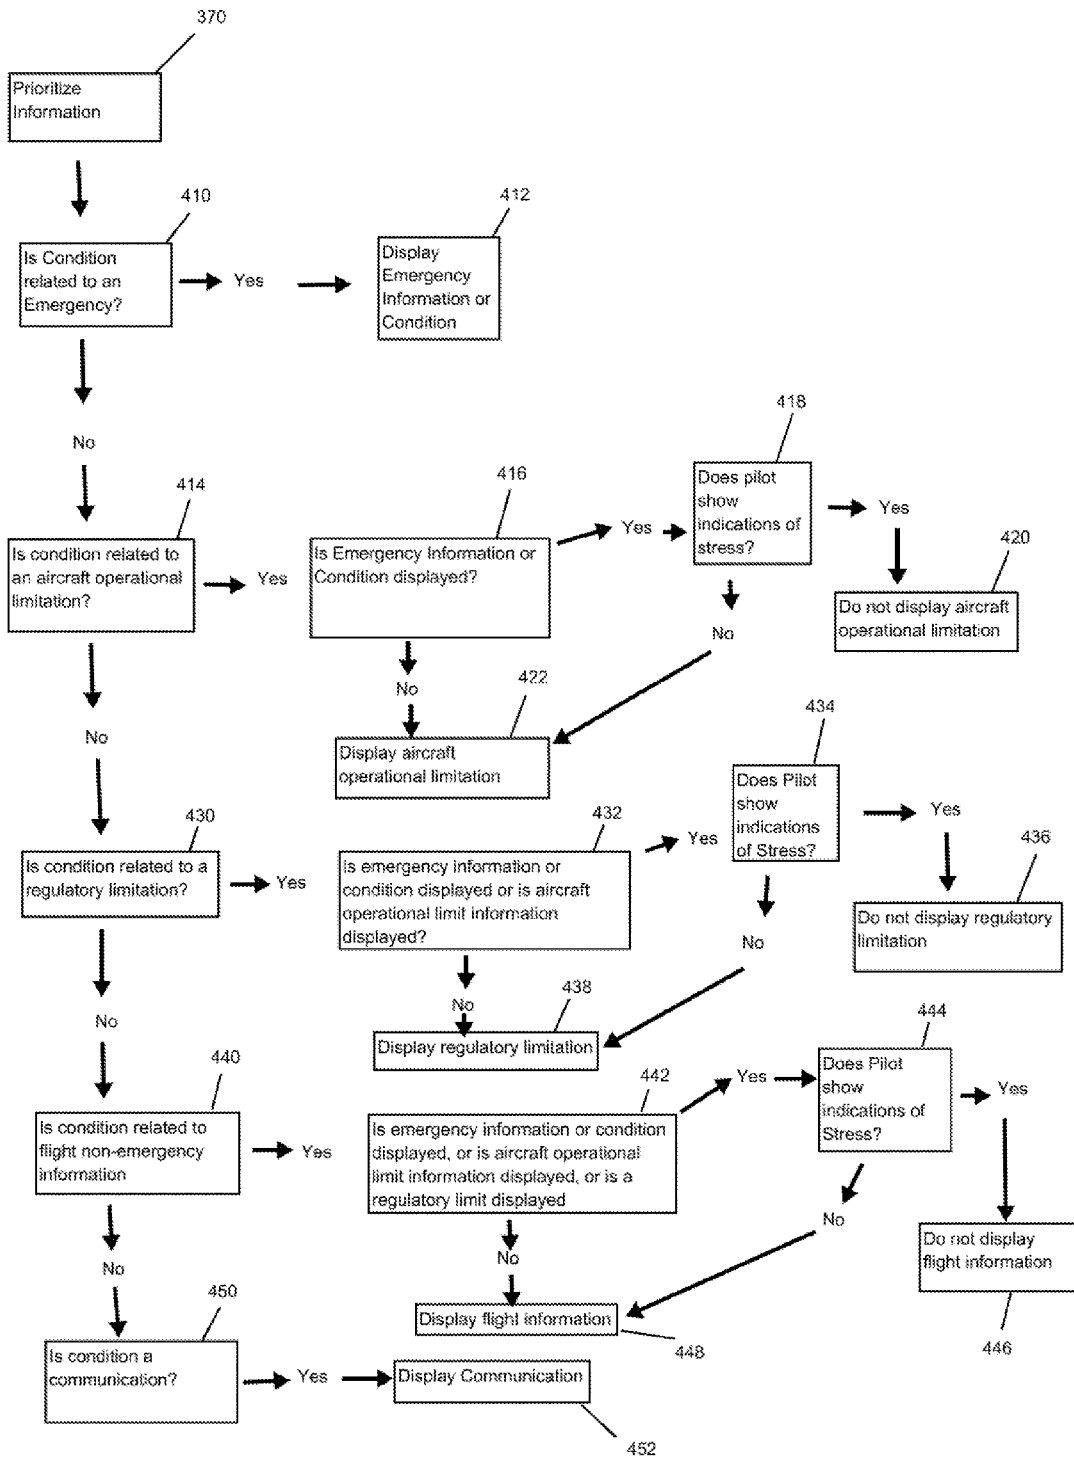 370
Prioritize
Information
410
Is Condition
related to an
Emergency?
Yes
412
Display
Emergency
Information or
Condition
No
414
Is condition related to
an aircraft operational
limitation?
Yes
416
Is Emergency Information or
Condition displayed?
Yes
418
Does pilot
show
indications of
stress?
Yes
420
Do not display aircraft
operational limitation
No
No
422
Display aircraft
operational limitation
No
430
Is condition related to a
regulatory limitation?
Yes
432
Is emergency information or
condition displayed or is aircraft
operational limit information
displayed?
Yes
434
Does Pilot
show
indications
of Stress?
Yes
436
Do not display regulatory
limitation
No
No
438
Display regulatory limitation
No
440
Is condition related to
flight non-emergency
information
Yes
442
Is emergency information or condition
displayed, or is aircraft operational
limit information displayed, or is a
regulatory limit displayed
Yes
444
Does Pilot
show
indications of
Stress?
Yes
Do not display
flight information
446
No
No
Display flight information
448
No
450
Is condition a
communication?
Yes
Display Communication
452